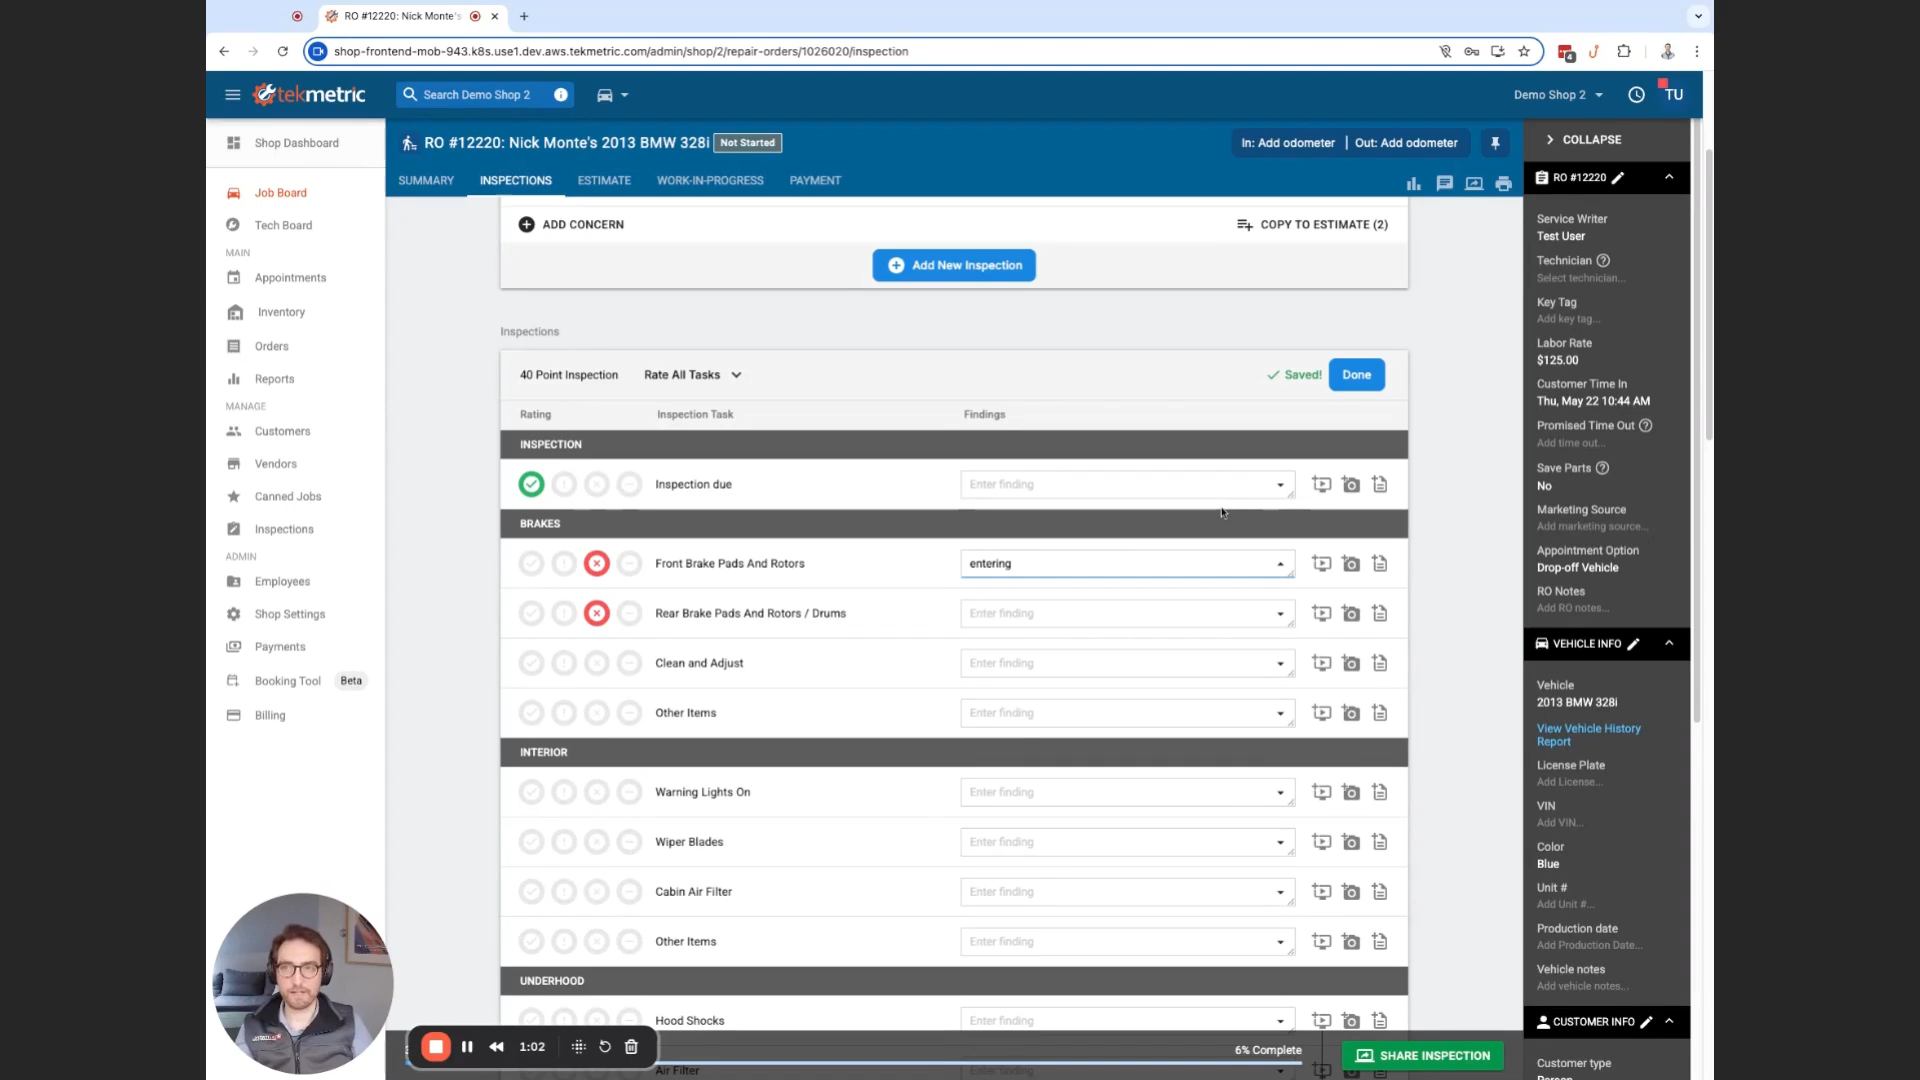 RO #12220: Nick Monte's
shop-frontend-mob-943.k8s.use1.dev.aws.tekmetric.com/admin/shop/2/repair-orders/1026020/inspection
4
tekmetric
Search Demo Shop 2
Demo Shop 2
TU
Shop Dashboard
Job Board
Tech Board
MAIN
Appointments
Inventory
Orders
Reports
MANAGE
Customers
Vendors
Canned Jobs
Inspections
ADMIN
Employees
Shop Settings
Payments
Booking Tool Beta
Billing
RO #12220: Nick Monte's 2013 BMW 328i Not Started
In: Add odometer | Out: Add odometer
SUMMARY INSPECTIONS ESTIMATE WORK-IN-PROGRESS PAYMENT
ADD CONCERN COPY TO ESTIMATE (2)
Add New Inspection
Inspections
40 Point Inspection Rate All Tasks Saved! Done
Rating Inspection Task Findings
INSPECTION
Inspection due Enter finding
BRAKES
Front Brake Pads And Rotors entering
Rear Brake Pads And Rotors / Drums Enter finding
Clean and Adjust Enter finding
Other Items Enter finding
INTERIOR
Warning Lights On Enter finding
Wiper Blades Enter finding
Cabin Air Filter Enter finding
Other Items Enter finding
UNDERHOOD
Hood Shocks Enter finding
Air Filter Enter finding
1:02
6% Complete
SHARE INSPECTION
COLLAPSE
RO #12220
Service Writer
Test User
Technician
Select technician...
Key Tag
Add key tag...
Labor Rate
$125.00
Customer Time In
Thu, May 22 10:44 AM
Promised Time Out
Add time out...
Save Parts
No
Marketing Source
Add marketing source...
Appointment Option
Drop-off Vehicle
RO Notes
Add RO notes...
VEHICLE INFO
Vehicle
2013 BMW 328i
View Vehicle History
Report
License Plate
Add License...
VIN
Add VIN...
Color
Blue
Unit #
Add Unit #...
Production date
Add Production Date...
Vehicle notes
Add vehicle notes...
CUSTOMER INFO
Customer type
Person